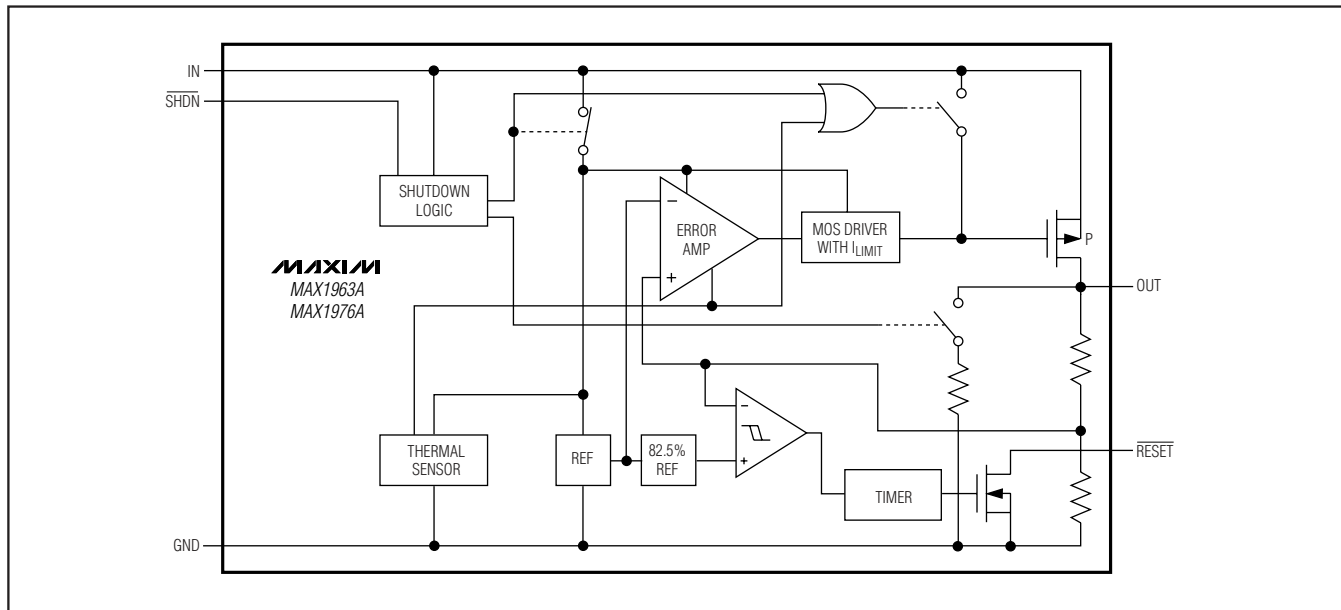 IN
SHDN
SHUTDOWN
LOGIC
−
ERROR
AMP
+
MOS DRIVER
WITH ILIMIT
P
MAXIM
MAX1963A
MAX1976A
OUT
−
+
THERMAL
SENSOR
REF
82.5%
REF
TIMER
RESET
GND